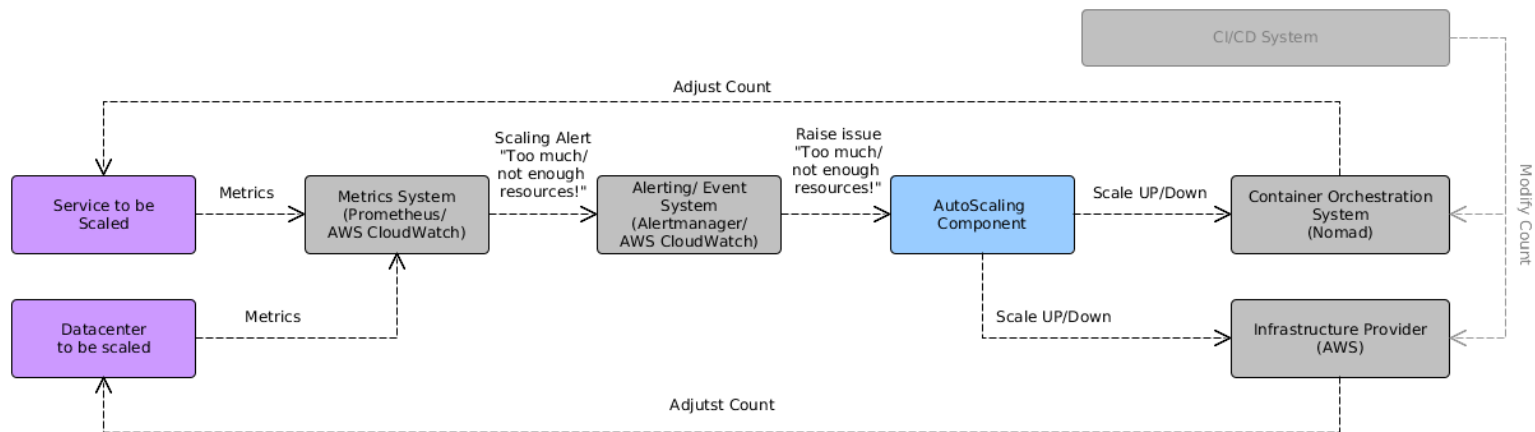 CI/CD System
Adjust Count
Scaling Alert
"Too much/
not enough
resources!"
Raise issue
"Too much/
not enough
resources!"
Service to be
Scaled
Metrics
Metrics System
(Prometheus/
AWS CloudWatch)
Alerting/ Event
System
(Alertmanager/
AWS CloudWatch)
AutoScaling
Component
Scale UP/Down
Container Orchestration
System
(Nomad)
Modify Count
Datacenter
to be scaled
Metrics
Scale UP/Down
Infrastructure Provider
(AWS)
Adjutst Count